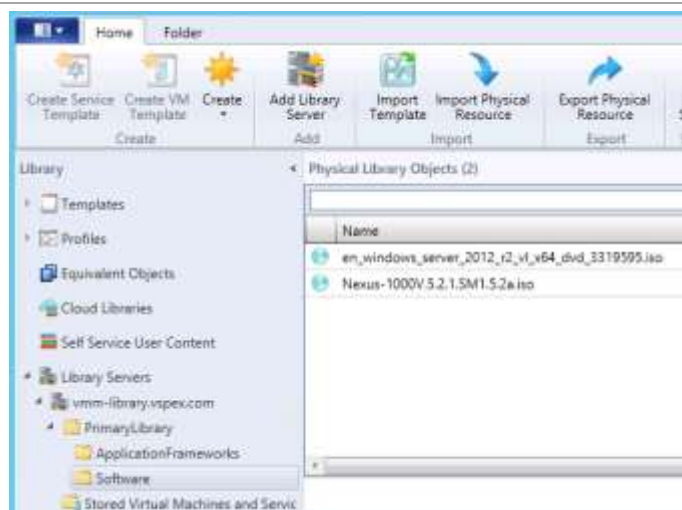 Home Folder
Create Service Template
Create VM Template
Create
Add Library Server
Import Template
Import Physical Resource
Export Physical Resource
Create
Add
Import
Export
Library
Physical Library Objects (2)
Templates
Profiles
Equivalent Objects
Cloud Libraries
Self Service User Content
Library Servers
vmm-library.vspex.com
PrimaryLibrary
ApplicationFrameworks
Software
Stored Virtual Machines and Servic
Name
en_windows_server_2012_r2_vl_x64_dvd_3319595.iso
Nexus-1000V.5.2.1.SM1.5.2a.iso